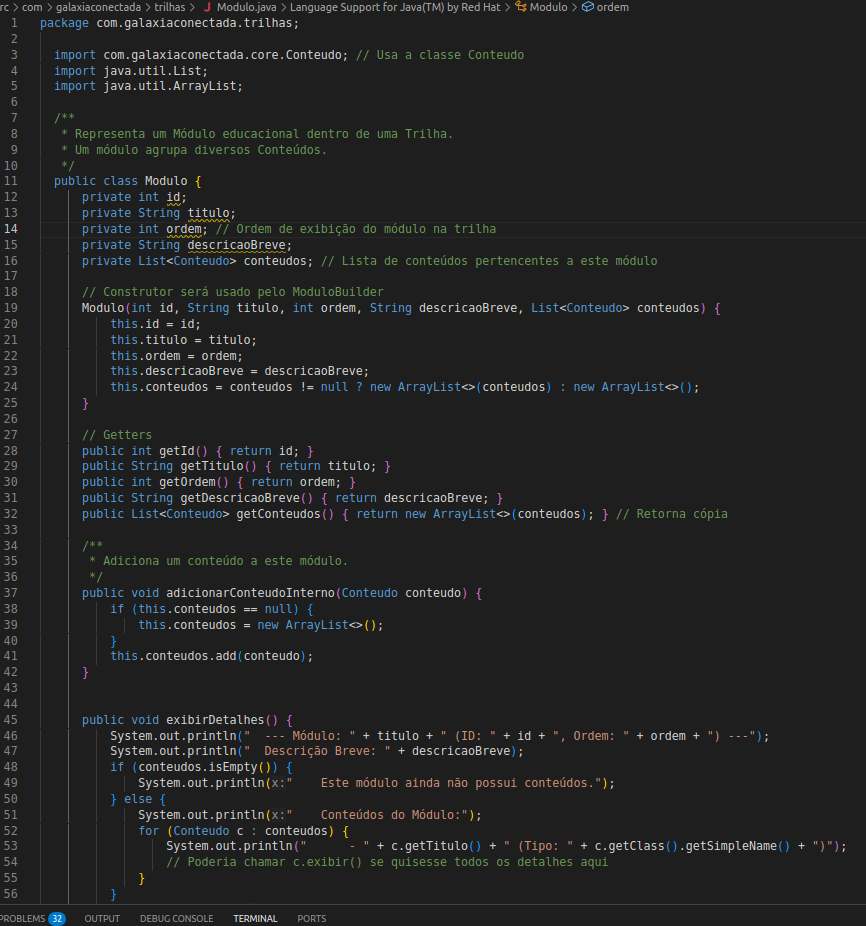 rc > com > galaxiaconectada > trilhas > J Modulo.java > Language Support for Java(TM) by Red Hat > Modulo > ordem
1 package com.galaxiaconectada.trilhas;
2
3 import com.galaxiaconectada.core.Conteudo; // Usa a classe Conteudo
4 import java.util.List;
5 import java.util.ArrayList;
6
7 /**
8 * Representa um Módulo educacional dentro de uma Trilha.
9 * Um módulo agrupa diversos Conteúdos.
10 */
11 public class Modulo {
12 private int id;
13 private String titulo;
14 private int ordem; // Ordem de exibição do módulo na trilha
15 private String descricaoBreve;
16 private List<Conteudo> conteudos; // Lista de conteúdos pertencentes a este módulo
17
18 // Construtor será usado pelo ModuloBuilder
19 Modulo(int id, String titulo, int ordem, String descricaoBreve, List<Conteudo> conteudos) {
20 this.id = id;
21 this.titulo = titulo;
22 this.ordem = ordem;
23 this.descricaoBreve = descricaoBreve;
24 this.conteudos = conteudos != null ? new ArrayList<>(conteudos) : new ArrayList<>();
25 }
26
27 // Getters
28 public int getId() { return id; }
29 public String getTitulo() { return titulo; }
30 public int getOrdem() { return ordem; }
31 public String getDescricaoBreve() { return descricaoBreve; }
32 public List<Conteudo> getConteudos() { return new ArrayList<>(conteudos); } // Retorna cópia
33
34 /**
35 * Adiciona um conteúdo a este módulo.
36 */
37 public void adicionarConteudoInterno(Conteudo conteudo) {
38 if (this.conteudos == null) {
39 this.conteudos = new ArrayList<>();
40 }
41 this.conteudos.add(conteudo);
42 }
43
44
45 public void exibirDetalhes() {
46 System.out.println("  --- Módulo: " + titulo + " (ID: " + id + ", Ordem: " + ordem + ") ---");
47 System.out.println("  Descrição Breve: " + descricaoBreve);
48 if (conteudos.isEmpty()) {
49 System.out.println(x:"    Este módulo ainda não possui conteúdos.");
50 } else {
51 System.out.println(x:"    Conteúdos do Módulo:");
52 for (Conteudo c : conteudos) {
53 System.out.println("      - " + c.getTitulo() + " (Tipo: " + c.getClass().getSimpleName() + ")");
54 // Poderia chamar c.exibir() se quisesse todos os detalhes aqui
55 }
56 }
PROBLEMS 32 OUTPUT DEBUG CONSOLE TERMINAL PORTS